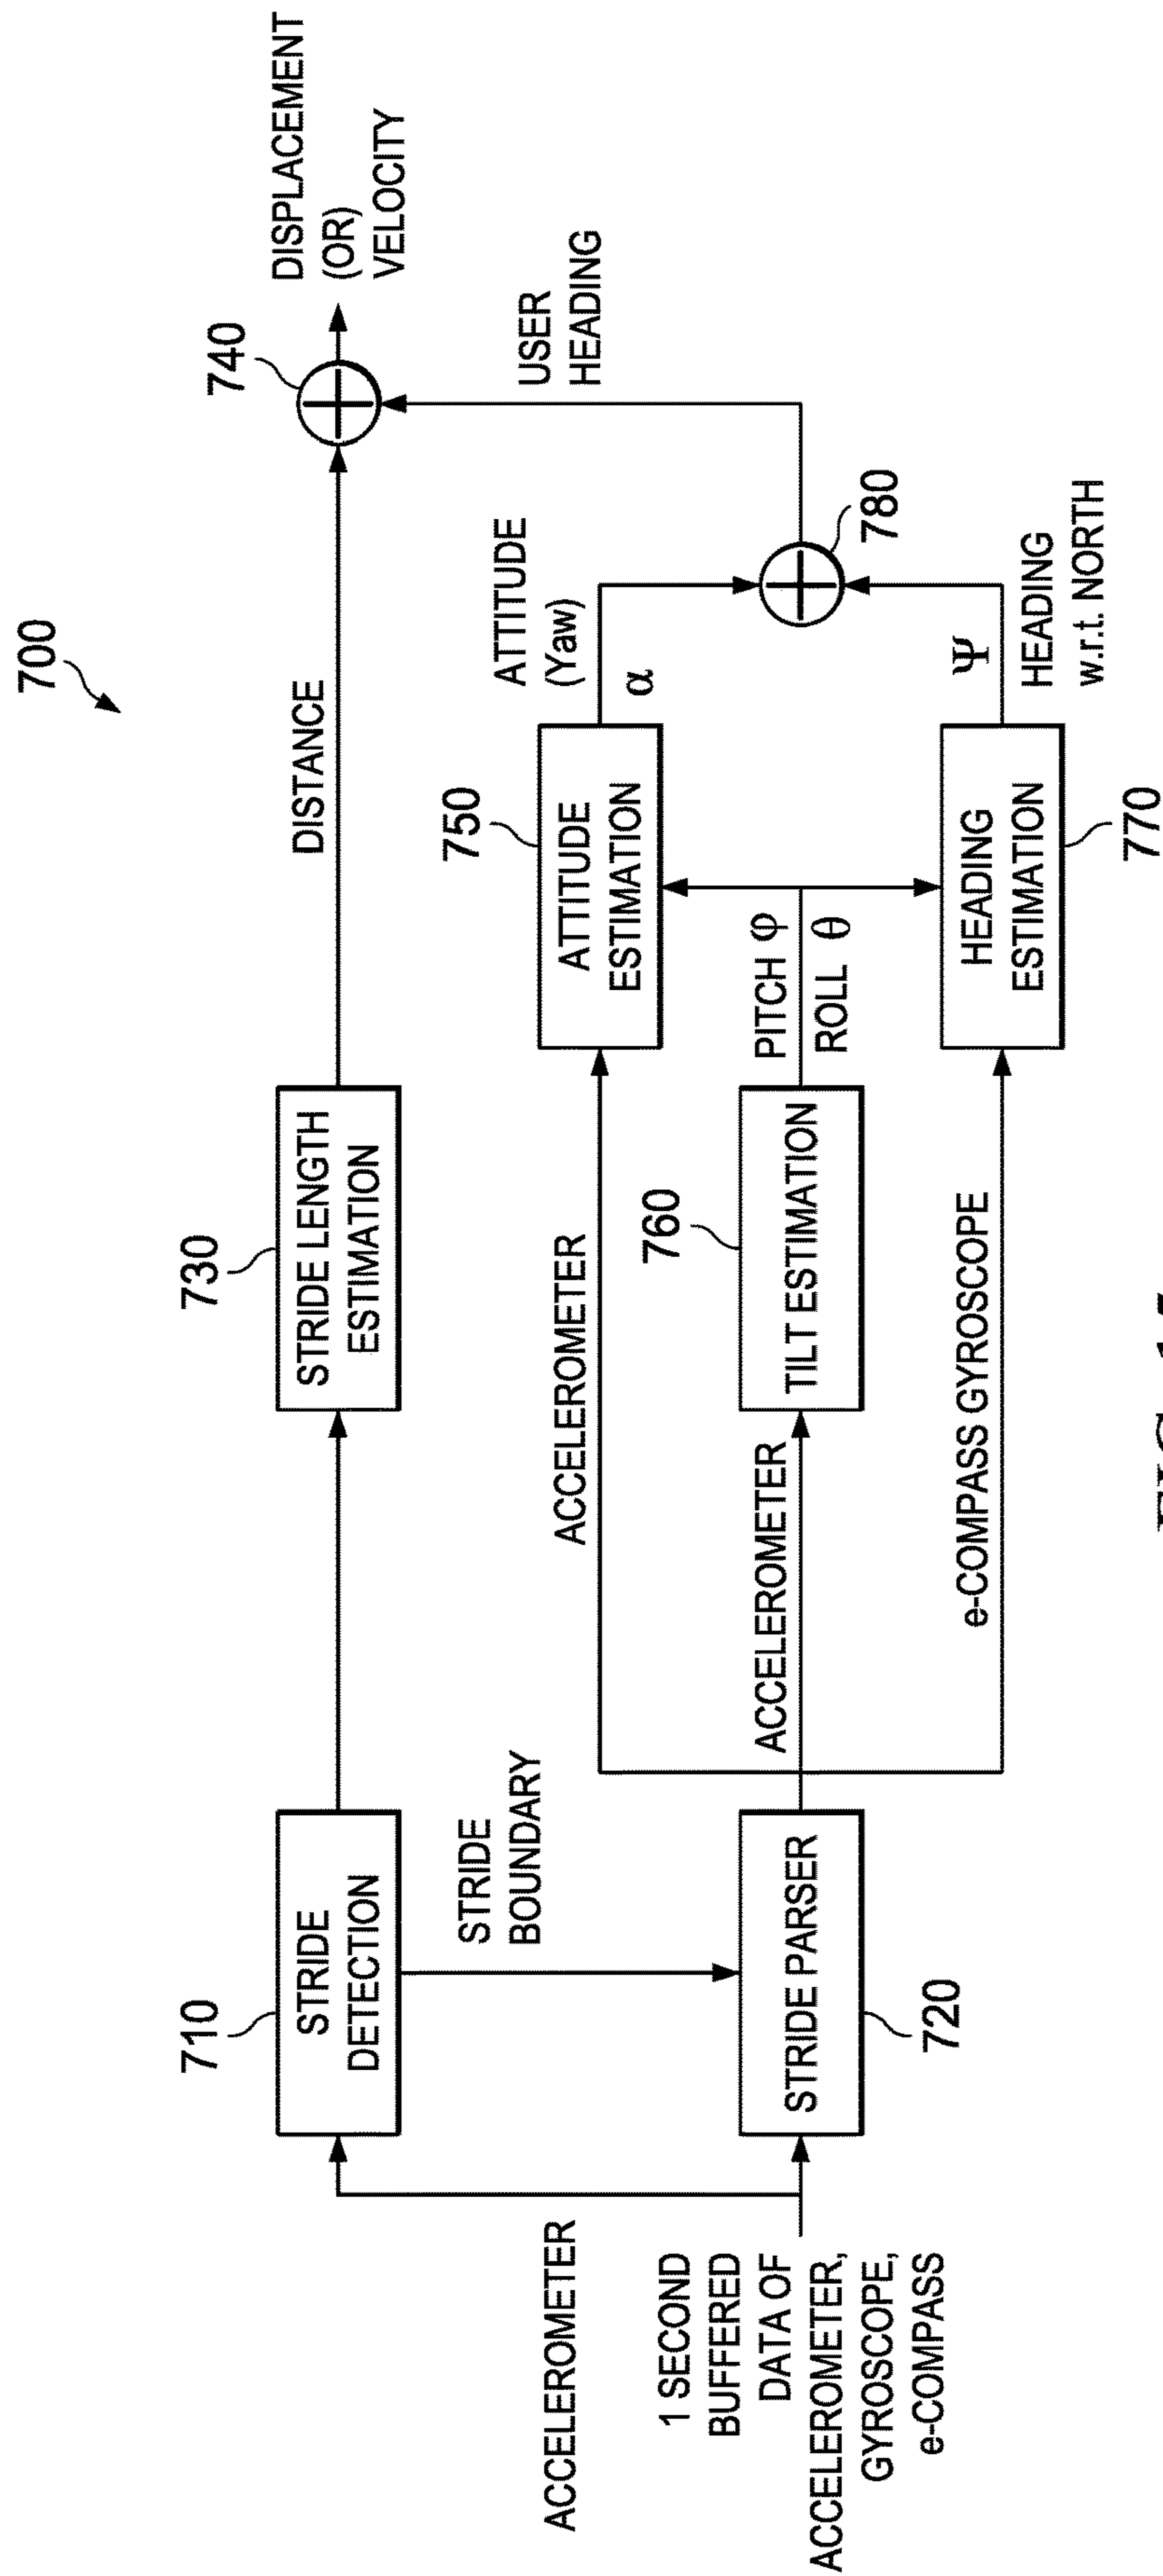 700
ACCELEROMETER
1 SECOND
BUFFERED
DATA OF
ACCELEROMETER,
GYROSCOPE,
e-COMPASS
710
STRIDE
DETECTION
STRIDE
BOUNDARY
STRIDE PARSER
720
730
STRIDE LENGTH
ESTIMATION
DISTANCE
740
DISPLACEMENT
(OR)
VELOCITY
ACCELEROMETER
ACCELEROMETER
e-COMPASS GYROSCOPE
760
TILT ESTIMATION
PITCH φ
ROLL θ
750
ATTITUDE
ESTIMATION
ATTITUDE
(Yaw)
α
HEADING
ESTIMATION
770
Ψ
HEADING
w.r.t. NORTH
780
USER
HEADING